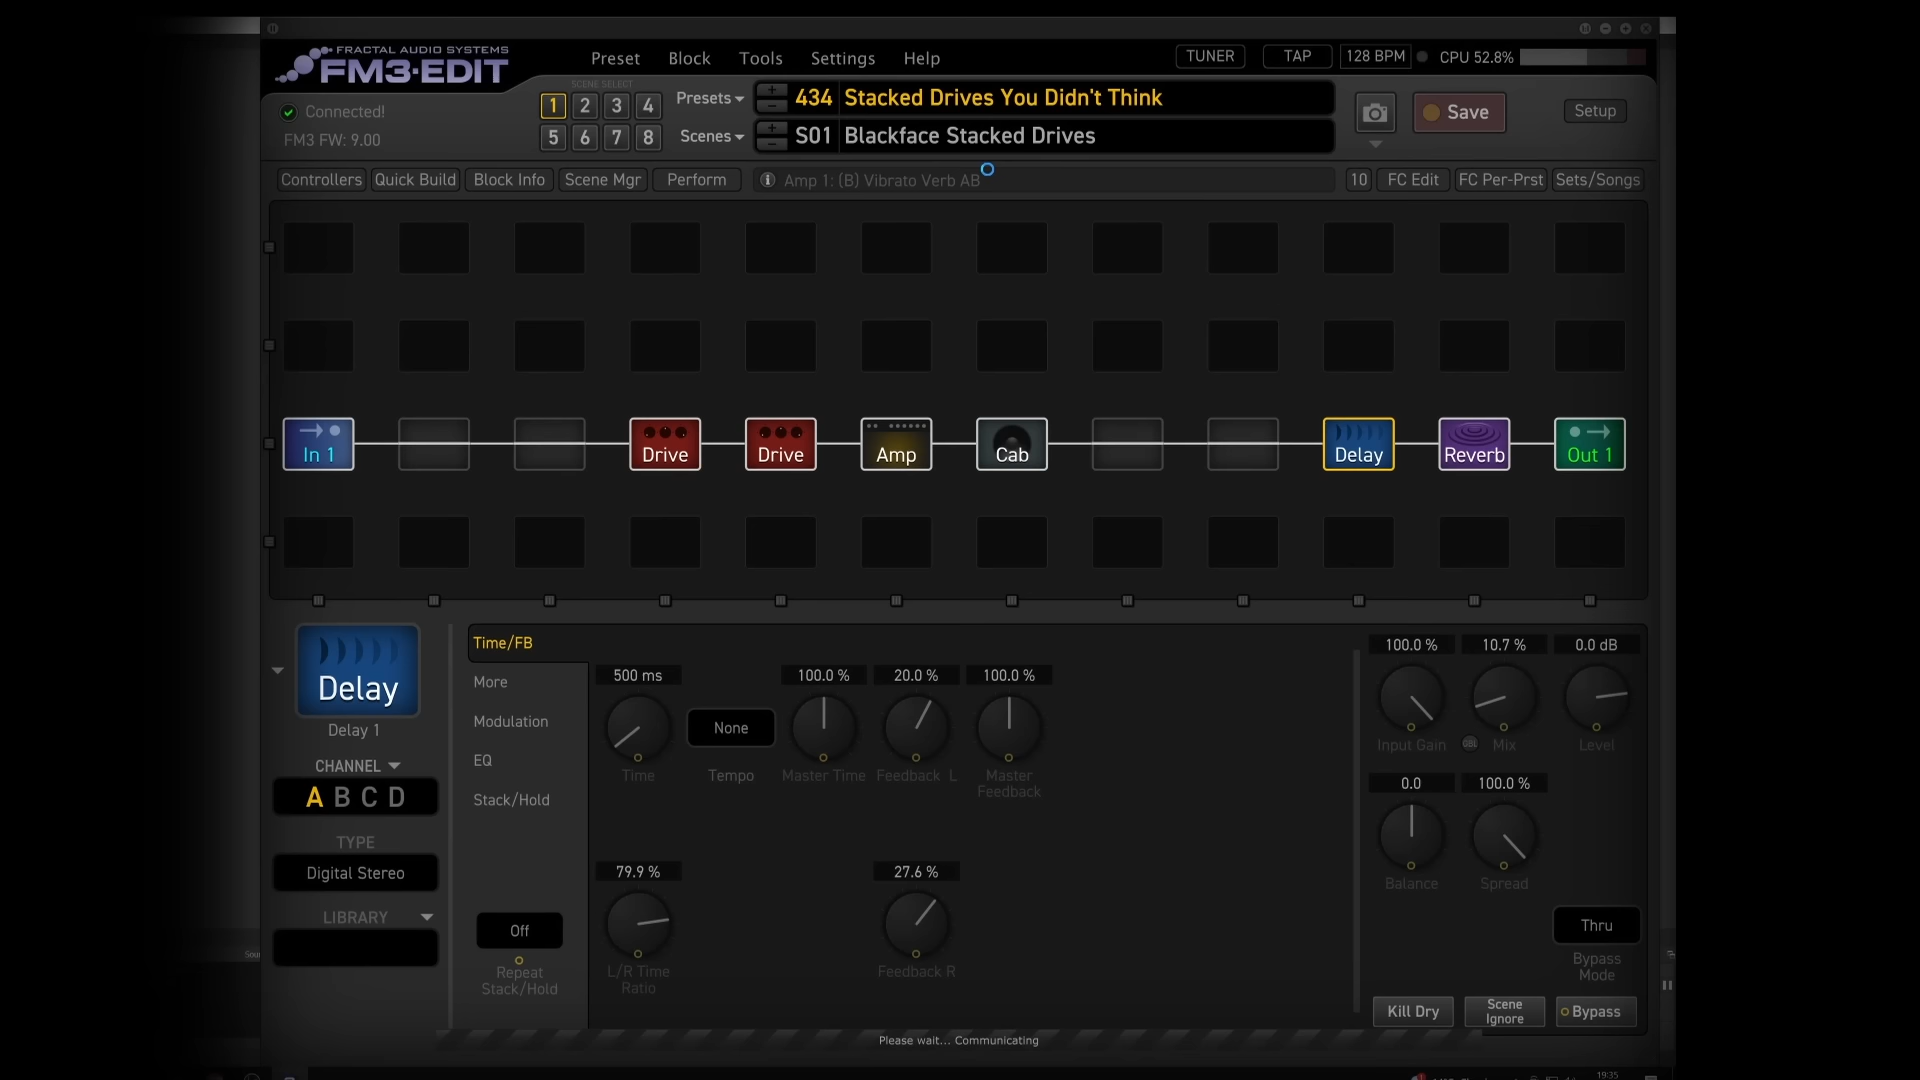 FRACTAL AUDIO SYSTEMS
FM3·EDIT
Preset Block Tools Settings Help
TUNER TAP 128 BPM CPU 52.8%
Connected!
FM3 FW: 9.00
SCENE SELECT
1 2 3 4
5 6 7 8
Presets + − 434 Stacked Drives You Didn't Think
Scenes + − S01 Blackface Stacked Drives
Save
Setup
Controllers Quick Build Block Info Scene Mgr Perform
Amp 1: (B) Vibrato Verb AB
10 FC Edit FC Per-Prst Sets/Songs
In 1 Drive Drive Amp Cab Delay Reverb Out 1
Delay
Delay 1
CHANNEL
A B C D
TYPE
Digital Stereo
LIBRARY
Time/FB
More
Modulation
EQ
Stack/Hold
Off
Repeat
Stack/Hold
500 ms 100.0 % 20.0 % 100.0 %
None
Time Tempo Master Time Feedback L Master
Feedback
79.9 % 27.6 %
L/R Time
Ratio
Feedback R
100.0 % 10.7 % 0.0 dB
Input Gain GBL Mix Level
0.0 100.0 %
Balance Spread
Thru
Bypass
Mode
Kill Dry Scene
Ignore Bypass
Please wait... Communicating
Sou
19:35